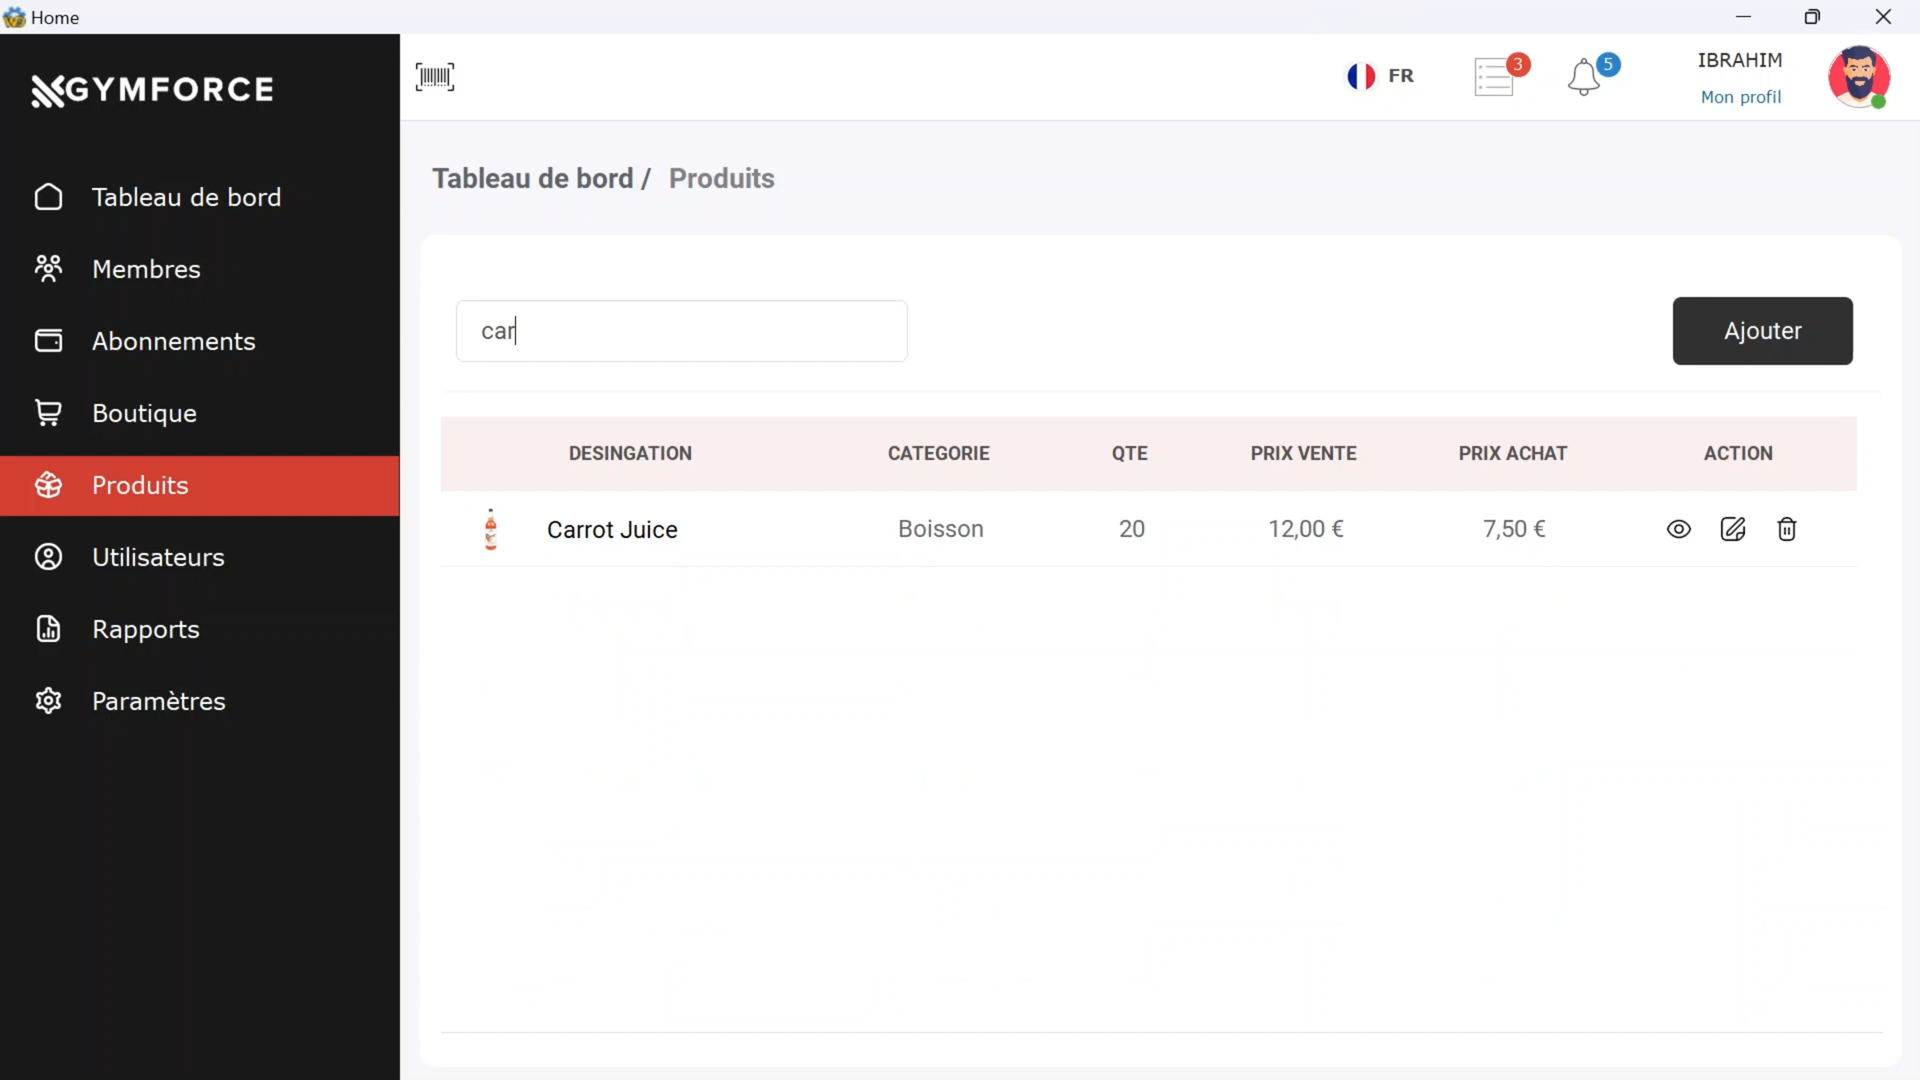 Home
GYMFORCE
FR
3
5
IBRAHIM
Mon profil
Tableau de bord
Membres
Abonnements
Boutique
Produits
Utilisateurs
Rapports
Paramètres
Tableau de bord / Produits
car
Ajouter
DESINGATION CATEGORIE QTE PRIX VENTE PRIX ACHAT ACTION
Carrot Juice Boisson 20 12,00 € 7,50 €